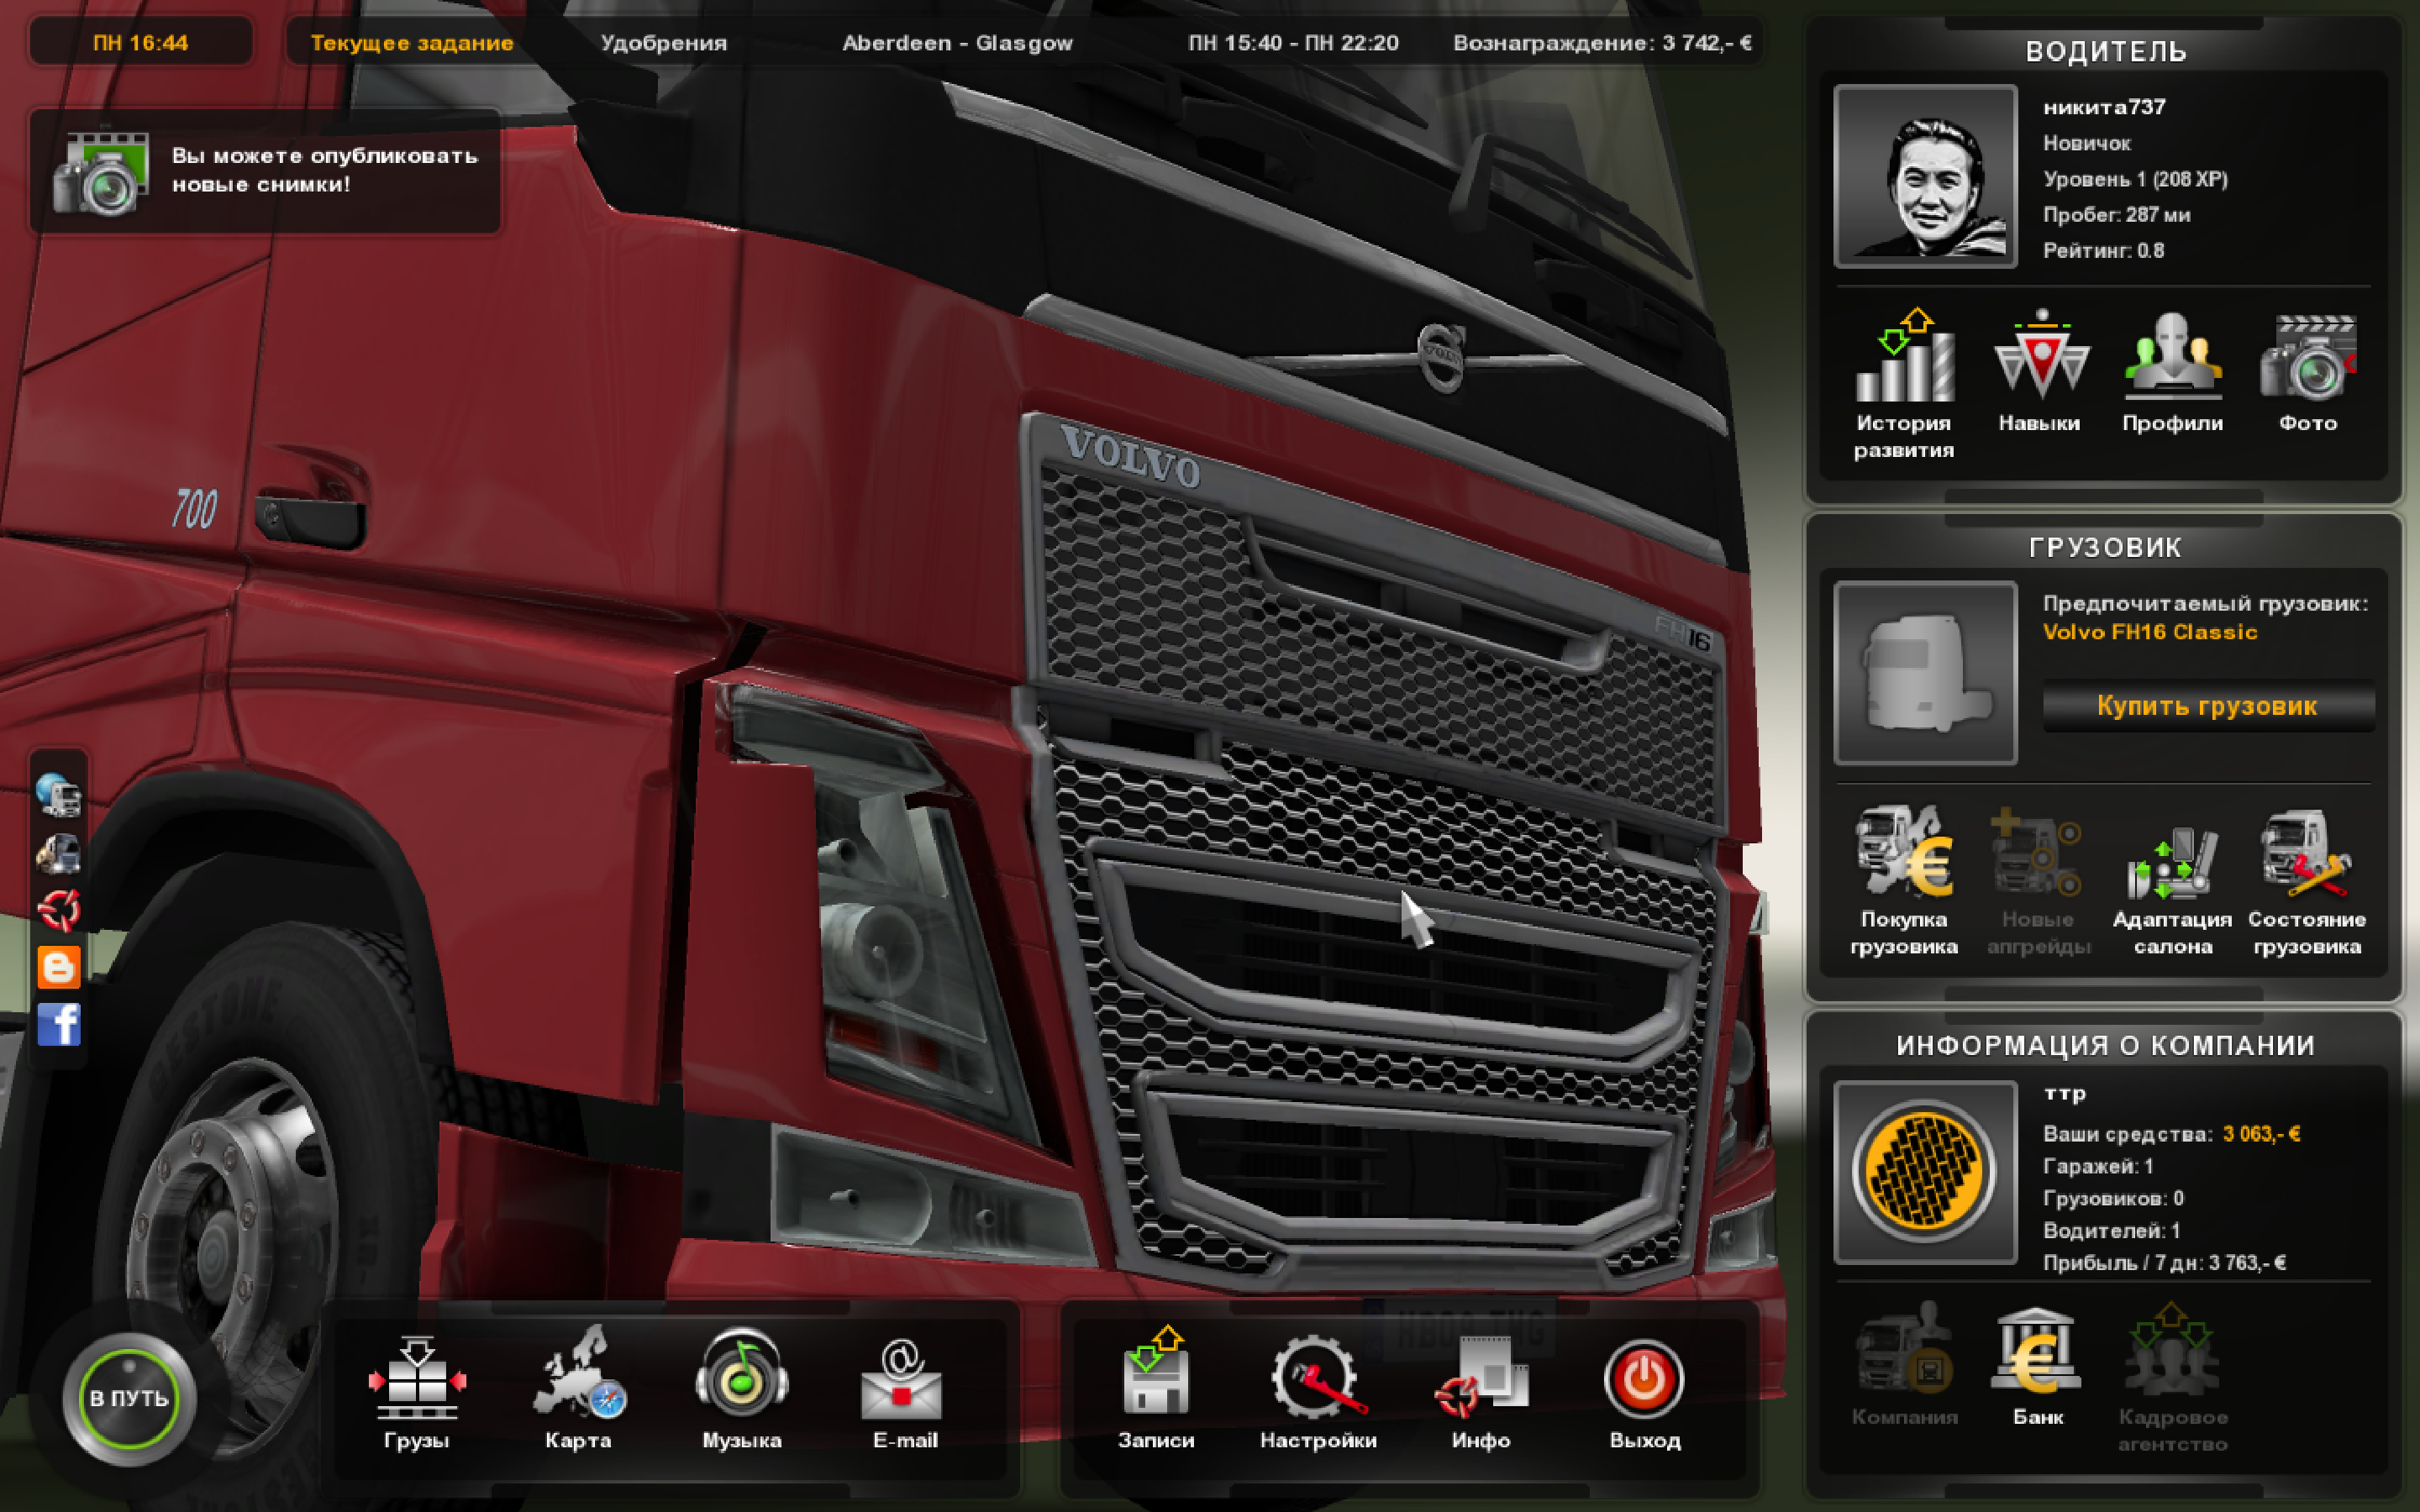 ПН 16:44
Текущее задание
Удобрения
Aberdeen - Glasgow
ПН 15:40 - ПН 22:20
Вознаграждение: 3 742,- €
Вы можете опубликовать
новые снимки!
700
VOLVO
VOLVO
FH16
В ПУТЬ
Грузы
Карта
Музыка
E-mail
Записи
Настройки
Инфо
Выход
ВОДИТЕЛЬ
никита737
Новичок
Уровень 1 (208 XP)
Пробег: 287 ми
Рейтинг: 0.8
История
развития
Навыки
Профили
Фото
ГРУЗОВИК
Предпочитаемый грузовик:
Volvo FH16 Classic
Купить грузовик
Покупка
грузовика
Новые
апгрейды
Адаптация
салона
Состояние
грузовика
ИНФОРМАЦИЯ О КОМПАНИИ
ттр
Ваши средства: 3 063,- €
Гаражей: 1
Грузовиков: 0
Водителей: 1
Прибыль / 7 дн: 3 763,- €
Компания
Банк
Кадровое
агентство